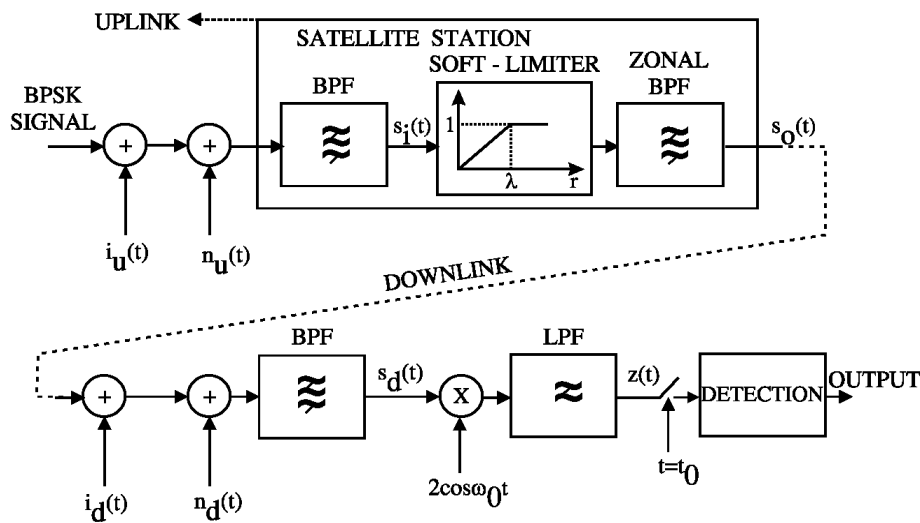 UPLINK
SATELLITE STATION
SOFT - LIMITER
ZONAL
BPF
BPF
BPSK
SIGNAL
+
+
s_i(t)
1
λ
r
s_o(t)
i_u(t)
n_u(t)
DOWNLINK
BPF
LPF
s_d(t)
z(t)
+
+
x
DETECTION
OUTPUT
i_d(t)
n_d(t)
2cosω_0t
t=t_0